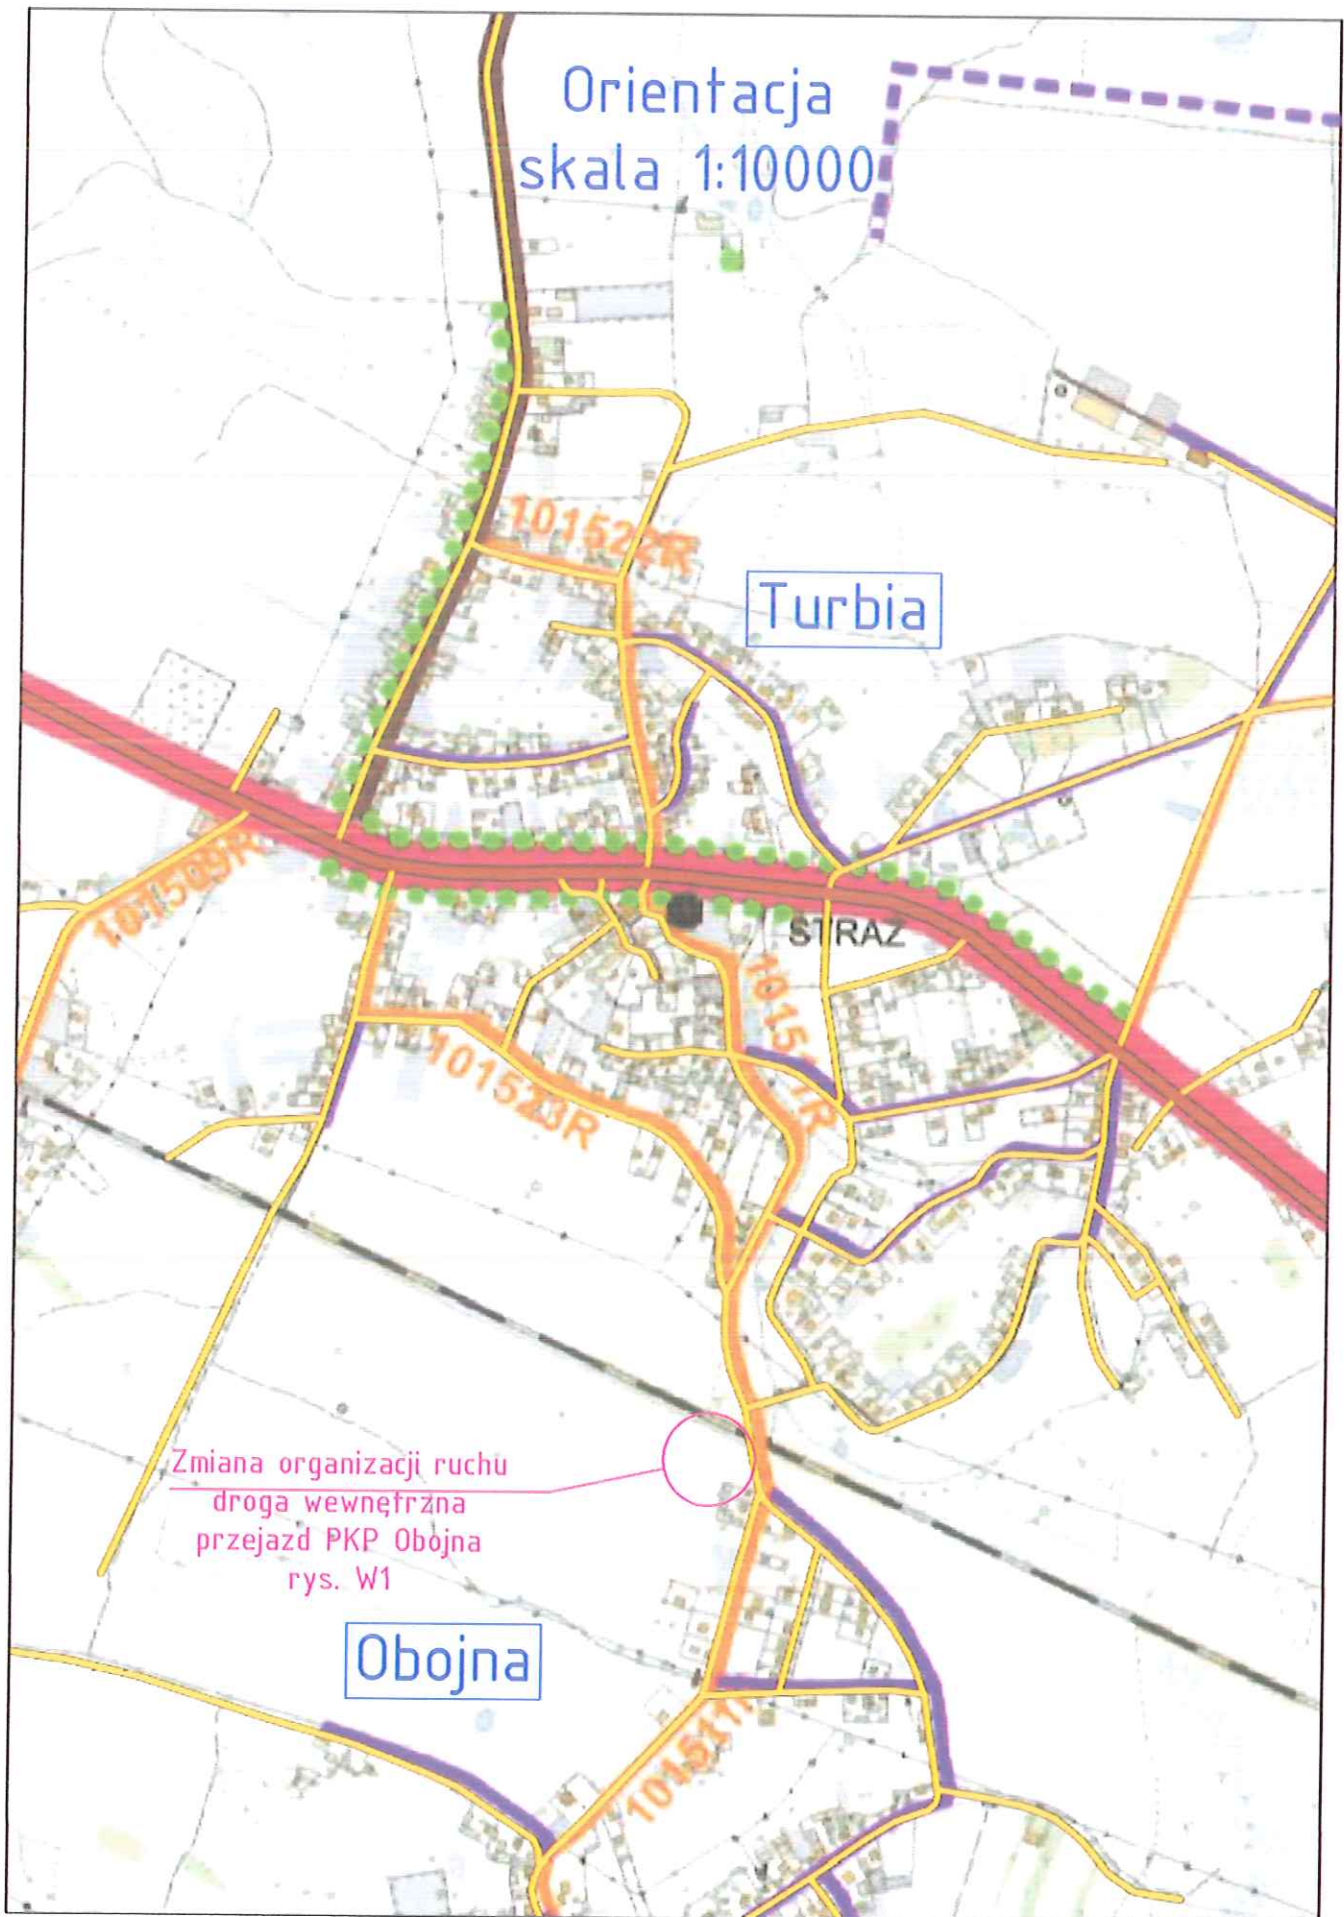 Orientacja
skala 1:10000
101522R
Turbia
101509R
STRAŻ
101523R
Zmiana organizacji ruchu
droga wewnętrzna
przejazd PKP Obojna
rys. W1
Obojna